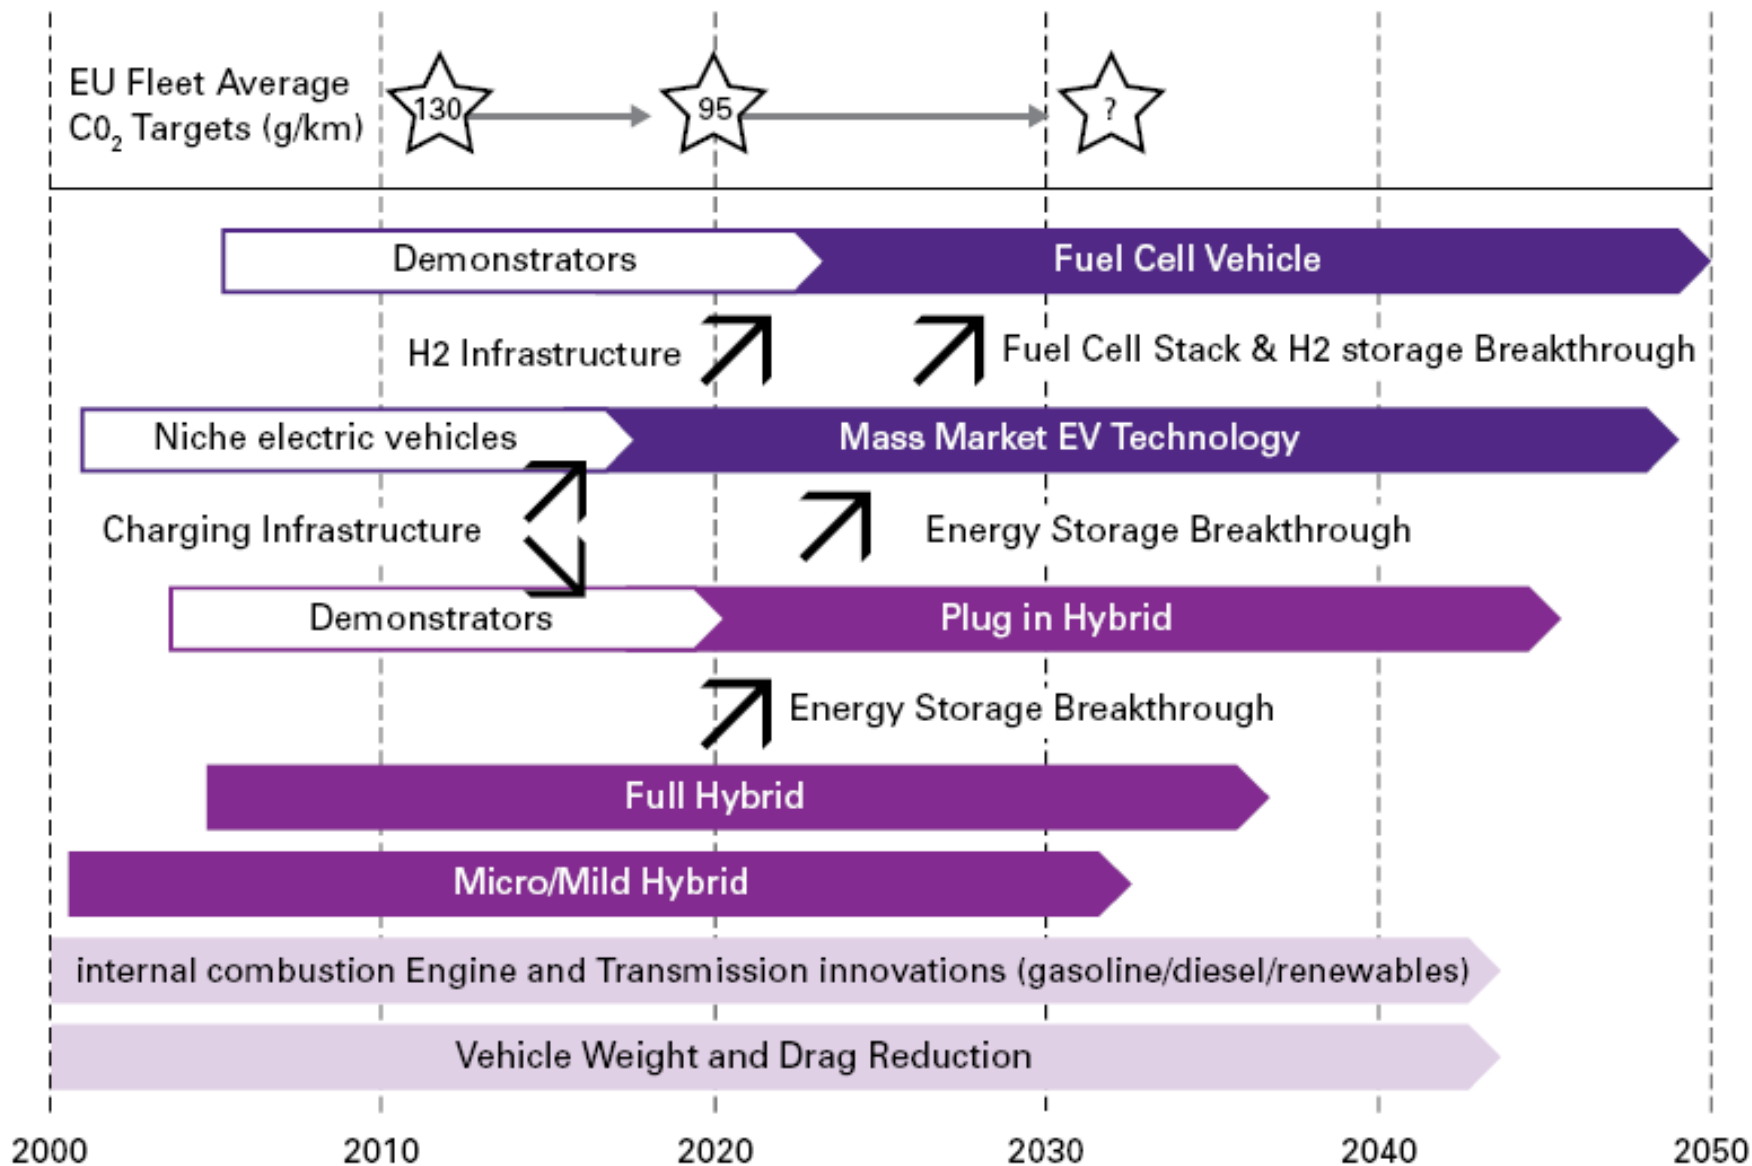 EU Fleet Average
C0₂ Targets (g/km)
130
95
?
Demonstrators
Fuel Cell Vehicle
H2 Infrastructure
Fuel Cell Stack & H2 storage Breakthrough
Niche electric vehicles
Mass Market EV Technology
Charging Infrastructure
Energy Storage Breakthrough
Demonstrators
Plug in Hybrid
Energy Storage Breakthrough
Full Hybrid
Micro/Mild Hybrid
internal combustion Engine and Transmission innovations (gasoline/diesel/renewables)
Vehicle Weight and Drag Reduction
2000 2010 2020 2030 2040 2050